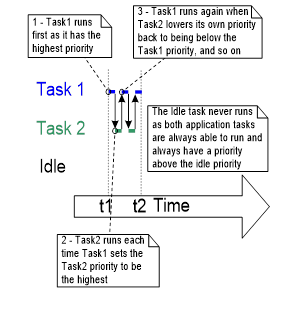 1 - Task1 runs
first as it has the
highest priority
3 - Task1 runs again when
Task2 lowers its own priority
back to being below the
Task1 priority, and so on
Task 1
Task 2
Idle
The Idle task never runs
as both application tasks
are always able to run and
always have a priority
above the idle priority
t1 t2 Time
2 - Task2 runs each
time Task1 sets the
Task2 priority to be
the highest